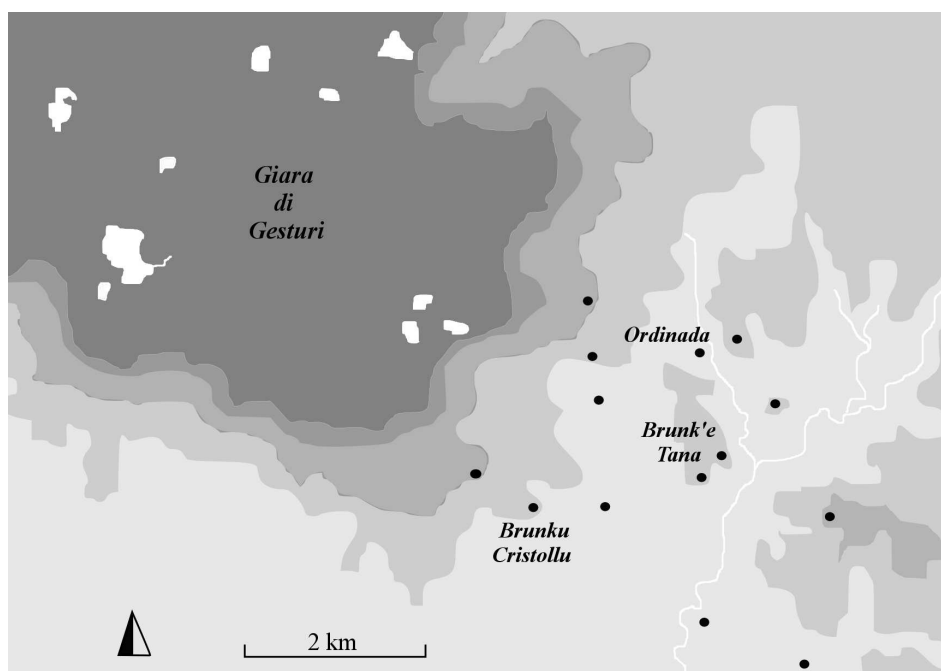 Giara
di
Gesturi
Ordinada
Brunk'e
Tana
Brunku
Cristollu
2 km